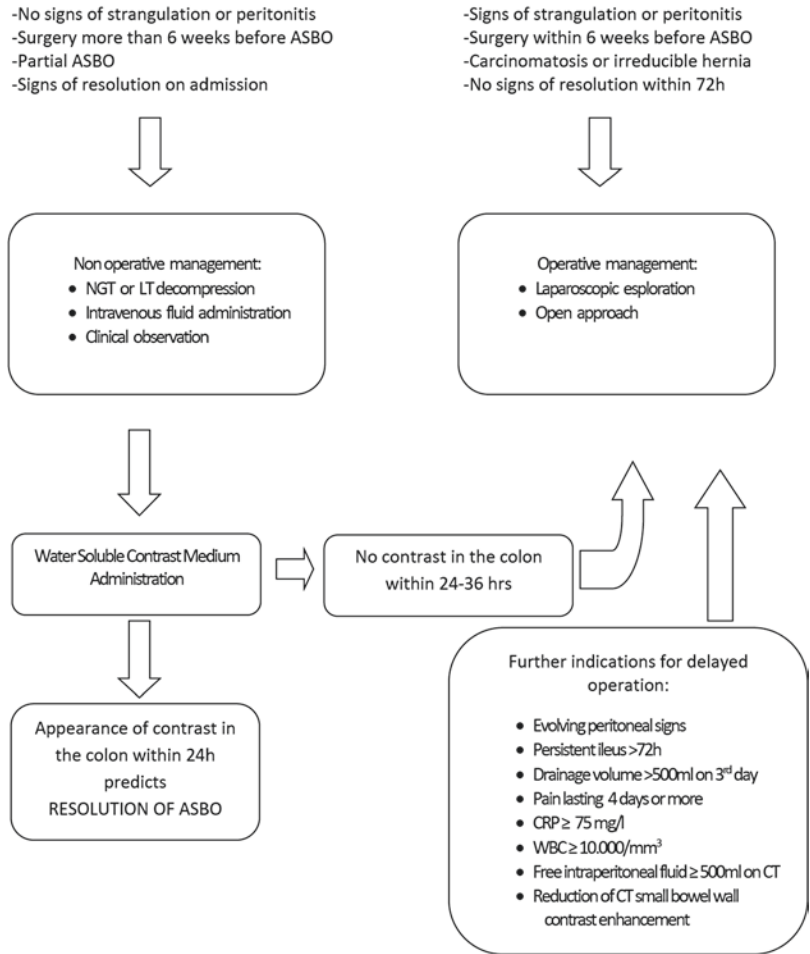 -No signs of strangulation or peritonitis
-Surgery more than 6 weeks before ASBO
-Partial ASBO
-Signs of resolution on admission
-Signs of strangulation or peritonitis
-Surgery within 6 weeks before ASBO
-Carcinomatosis or irreducible hernia
-No signs of resolution within 72h
Non operative management:
• NGT or LT decompression
• Intravenous fluid administration
• Clinical observation
Operative management:
• Laparoscopic esploration
• Open approach
Water Soluble Contrast Medium
Administration
No contrast in the colon
within 24-36 hrs
Appearance of contrast in
the colon within 24h
predicts
RESOLUTION OF ASBO
Further indications for delayed
operation:
• Evolving peritoneal signs
• Persistent ileus >72h
• Drainage volume >500ml on 3rd day
• Pain lasting 4 days or more
• CRP ≥ 75 mg/l
• WBC ≥ 10.000/mm³
• Free intraperitoneal fluid ≥ 500ml on CT
• Reduction of CT small bowel wall
contrast enhancement